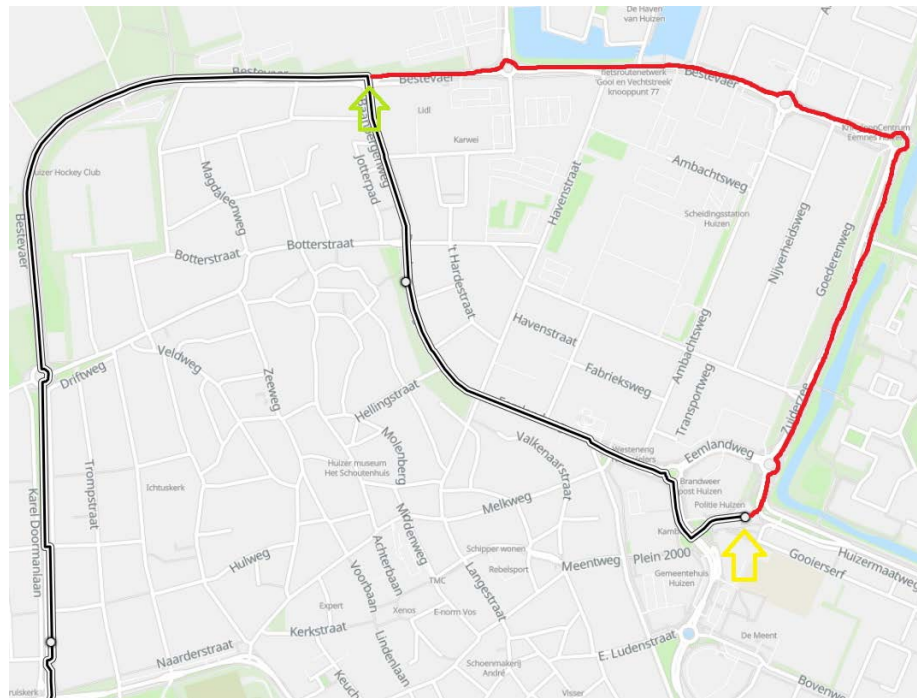 De Haven
van Huizen
Bestevaer
Bestevaer
Bestevaer
fietsroutenetwerk
'Gooi en Vechtstreek'
knooppunt 77
Lidl
Karwei
Eemnes
Huizer Hockey Club
Jotterpad
Magdaleenweg
Havenstraat
Ambachtsweg
Scheidingsstation
Huizen
Nijverheidsweg
Goederenweg
Bestevaer
Botterstraat
Botterstraat
't Hardestraat
Havenstraat
Ambachtsweg
Transportweg
Fabrieksweg
Zuiderzee
Driftweg
Veldweg
Zeeweg
Hellingstraat
Molenberg
Valkenaarstraat
Eemlandweg
Huizer museum
Het Schoutenhuis
Brandweer
post Huizen
Politie Huizen
Karel Doormanlaan
Trompstraat
Ichtuskerk
Melkweg
Middenweg
Achterbaan
Voorbaan
Hulweg
Schipper wonen
Rebelsport
Meentweg
Plein 2000
Gemeentehuis
Huizen
Gooierserf
Huizermaatweg
TMC
Langestraat
Expert
Xenos
E-norm Vos
Kerkstraat
Lindenlaan
Naarderstraat
E. Ludenstraat
De Meent
Schoenmakerij
André
Visser
Bovenweg